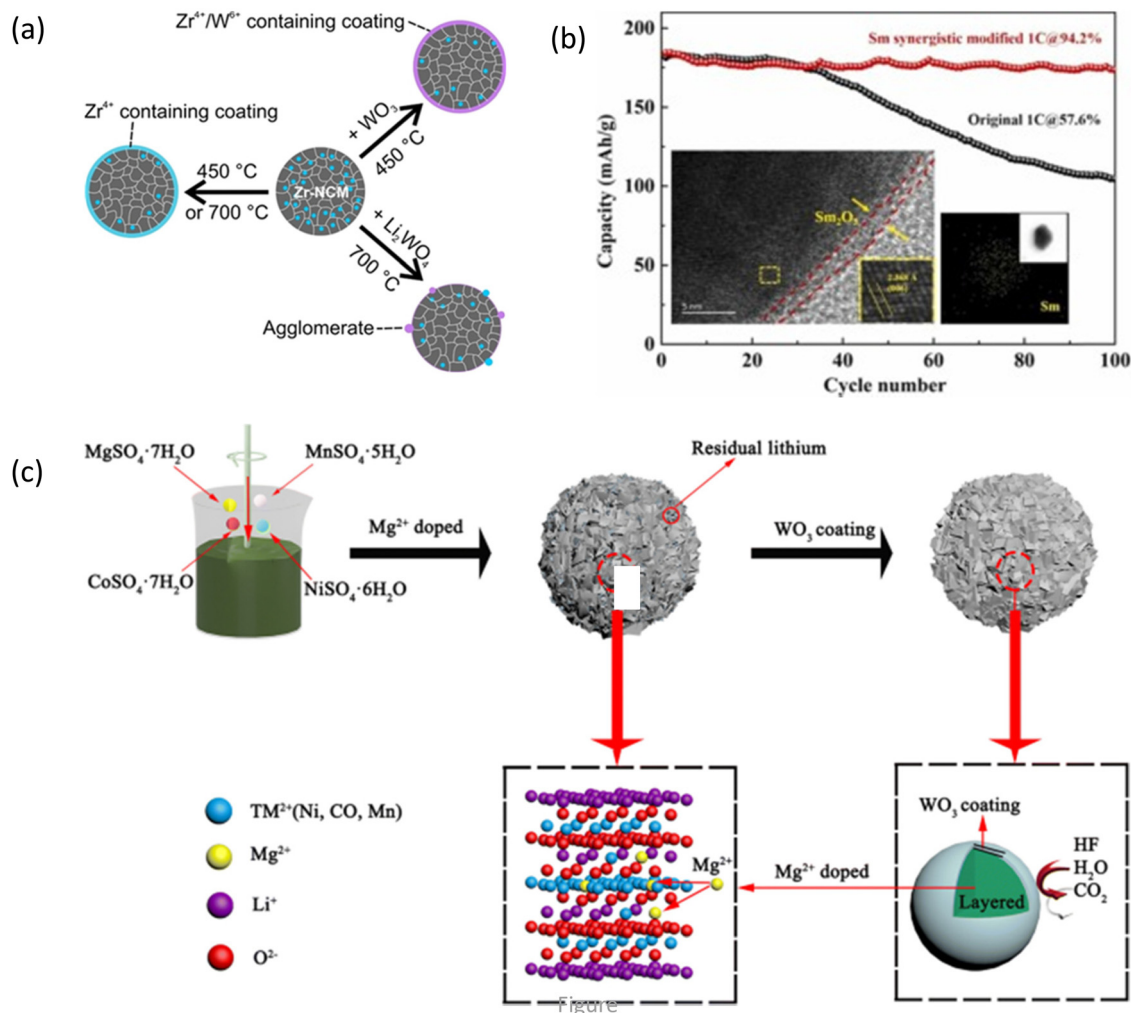 (a)
Zr⁴⁺/W⁶⁺ containing coating
Zr⁴⁺ containing coating
+ WO₃
450 °C
450 °C
or 700 °C
Zr-NCM
+ Li₂WO₄
700 °C
Agglomerate
(b)
Sm synergistic modified 1C@94.2%
Original 1C@57.6%
Capacity (mAh/g)
200
150
100
50
0
0 20 40 60 80 100
Cycle number
Sm₂O₃
5 nm
Sm
(c)
MgSO₄·7H₂O
MnSO₄·5H₂O
CoSO₄·7H₂O
NiSO₄·6H₂O
Mg²⁺ doped
Residual lithium
WO₃ coating
TM²⁺(Ni, CO, Mn)
Mg²⁺
Li⁺
O²⁻
Mg²⁺
Mg²⁺ doped
WO₃ coating
Layered
HF
H₂O
CO₂
Figure